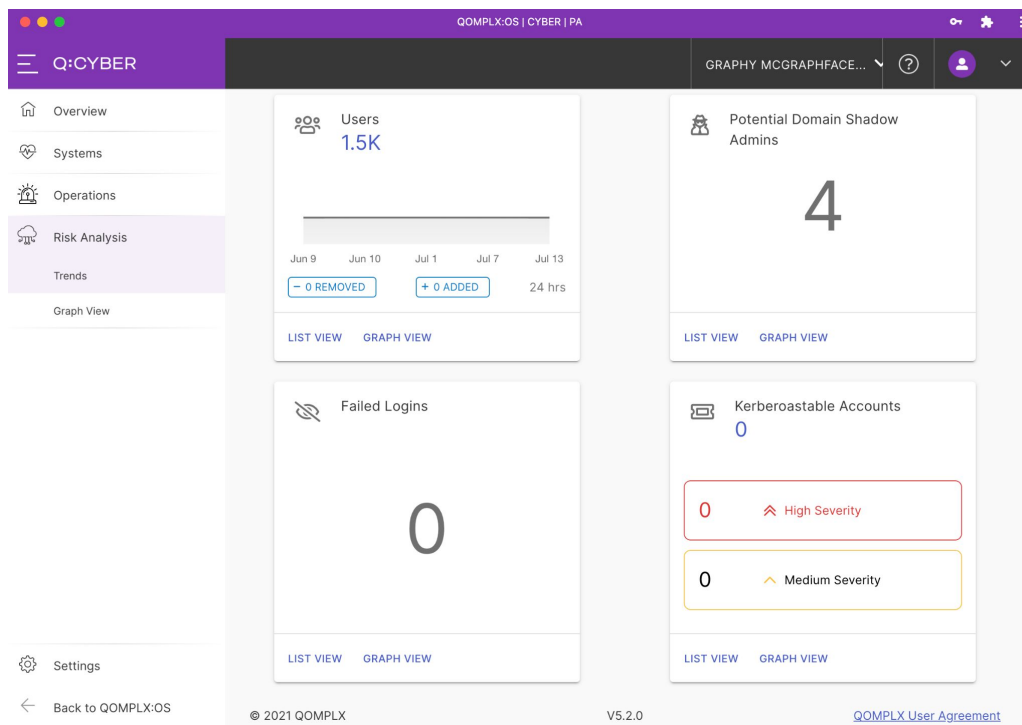 QOMPLX:OS | CYBER | PA
Q:CYBER
GRAPHY MCGRAPHFACE...
?
Overview
Systems
Operations
Risk Analysis
Trends
Graph View
Settings
Back to QOMPLX:OS
Users
1.5K
Jun 9 Jun 10 Jul 1 Jul 7 Jul 13
− 0 REMOVED + 0 ADDED 24 hrs
LIST VIEW GRAPH VIEW
Potential Domain Shadow
Admins
4
LIST VIEW GRAPH VIEW
Failed Logins
0
LIST VIEW GRAPH VIEW
Kerberoastable Accounts
0
0 High Severity
0 Medium Severity
LIST VIEW GRAPH VIEW
© 2021 QOMPLX V5.2.0 QOMPLX User Agreement